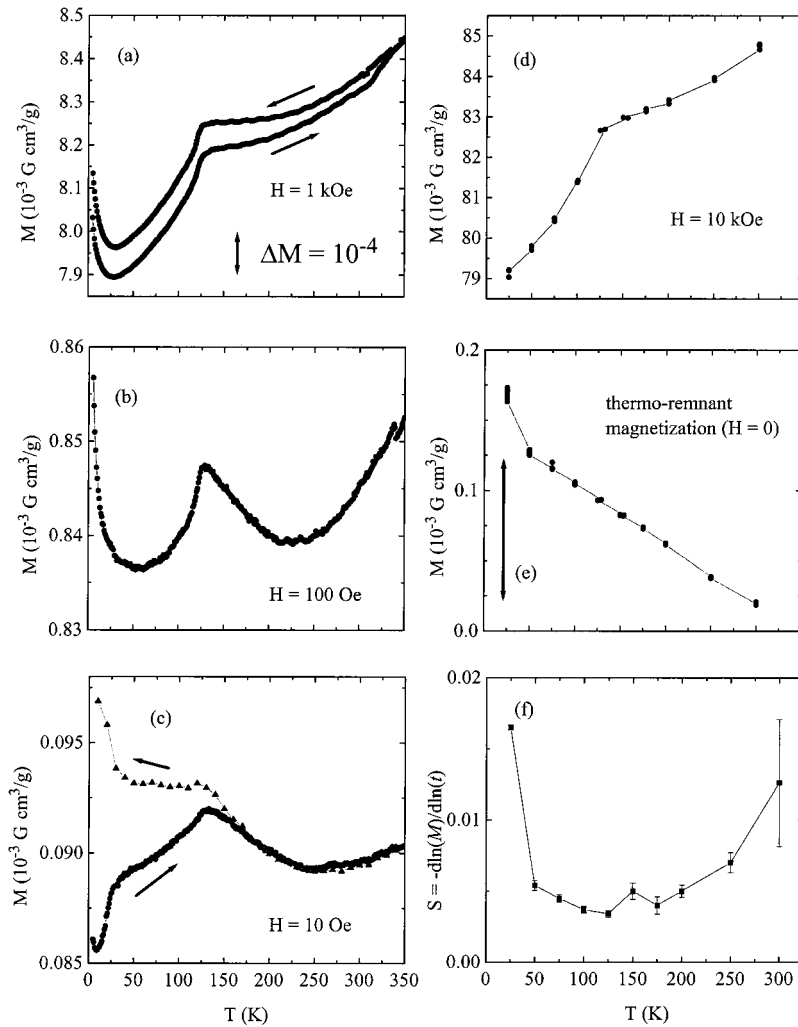 8.5
8.4
8.3
8.2
8.1
8.0
7.9
M (10⁻³ G cm³/g)
(a)
H = 1 kOe
ΔM = 10⁻⁴
85
84
83
82
81
80
79
M (10⁻³ G cm³/g)
(d)
H = 10 kOe
0.86
0.85
0.84
0.83
M (10⁻³ G cm³/g)
(b)
H = 100 Oe
0.2
0.1
0.0
M (10⁻³ G cm³/g)
thermo-remnant
magnetization (H = 0)
(e)
0.095
0.090
0.085
M (10⁻³ G cm³/g)
(c)
H = 10 Oe
0 50 100 150 200 250 300 350
T (K)
0.02
0.01
0.00
S = -dln(M)/dln(t)
(f)
0 50 100 150 200 250 300
T (K)